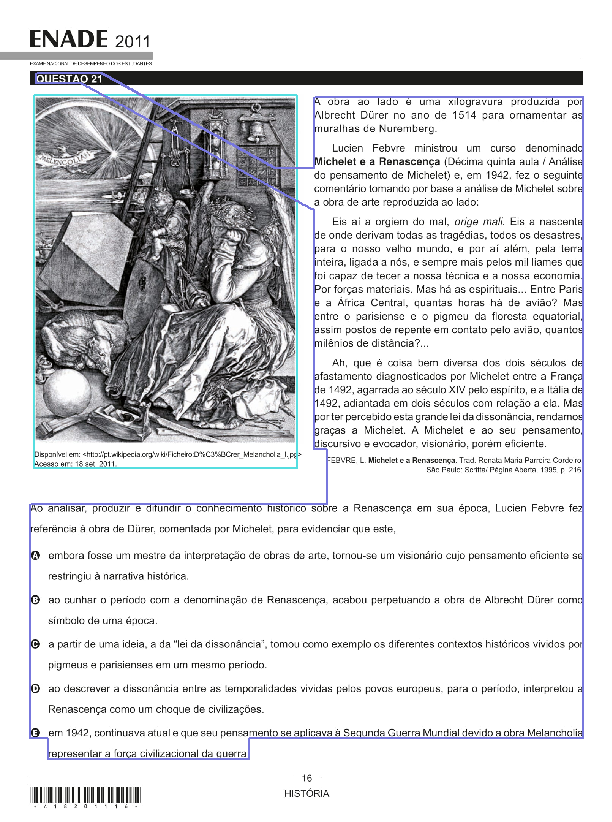 ENADE 2011
EXAME NACIONAL DE DESEMPENHO DOS ESTUDANTES
QUESTÃO 21
MELENCOLIA I
Disponível em: <http://pt.wikipedia.org/wiki/Ficheiro:D%C3%BCrer_Melancholia_I.jpg>
Acesso em: 18 set. 2011.
A obra ao lado é uma xilogravura produzida por
Albrecht Dürer no ano de 1514 para ornamentar as
muralhas de Nuremberg.
Lucien Febvre ministrou um curso denominado
Michelet e a Renascença (Décima quinta aula / Análise
do pensamento de Michelet) e, em 1942, fez o seguinte
comentário tomando por base a análise de Michelet sobre
a obra de arte reproduzida ao lado:
Eis aí a orgiem do mal, orige mali. Eis a nascente
de onde derivam todas as tragédias, todos os desastres,
para o nosso velho mundo, e por aí além, pela terra
inteira, ligada a nós, e sempre mais pelos mil liames que
foi capaz de tecer a nossa técnica e a nossa economia.
Por forças materiais. Mas há as espirituais... Entre Paris
e a África Central, quantas horas há de avião? Mas
entre o parisiense e o pigmeu da floresta equatorial,
assim postos de repente em contato pelo avião, quantos
milênios de distância?...
Ah, que é coisa bem diversa dos dois séculos de
afastamento diagnosticados por Michelet entre a França
de 1492, agarrada ao século XIV pelo espírito, e a Itália de
1492, adiantada em dois séculos com relação a ela. Mas
por ter percebido esta grande lei da dissonância, rendamos
graças a Michelet. A Michelet e ao seu pensamento,
discursivo e evocador, visionário, porém eficiente.
FEBVRE, L. Michelet e a Renascença. Trad. Renata Maria Parreira Cordeiro.
São Paulo: Scritta/ Página Aberta, 1995, p. 216.
Ao analisar, produzir e difundir o conhecimento histórico sobre a Renascença em sua época, Lucien Febvre fez
referência à obra de Dürer, comentada por Michelet, para evidenciar que este,
A embora fosse um mestre da interpretação de obras de arte, tornou-se um visionário cujo pensamento eficiente se
restringiu à narrativa histórica.
B ao cunhar o período com a denominação de Renascença, acabou perpetuando a obra de Albrecht Dürer como
símbolo de uma época.
C a partir de uma ideia, a da "lei da dissonância", tomou como exemplo os diferentes contextos históricos vividos por
pigmeus e parisienses em um mesmo período.
D ao descrever a dissonância entre as temporalidades vividas pelos povos europeus, para o período, interpretou a
Renascença como um choque de civilizações.
E em 1942, continuava atual e que seu pensamento se aplicava à Segunda Guerra Mundial devido a obra Melancholia
representar a força civilizacional da guerra.
16
HISTÓRIA